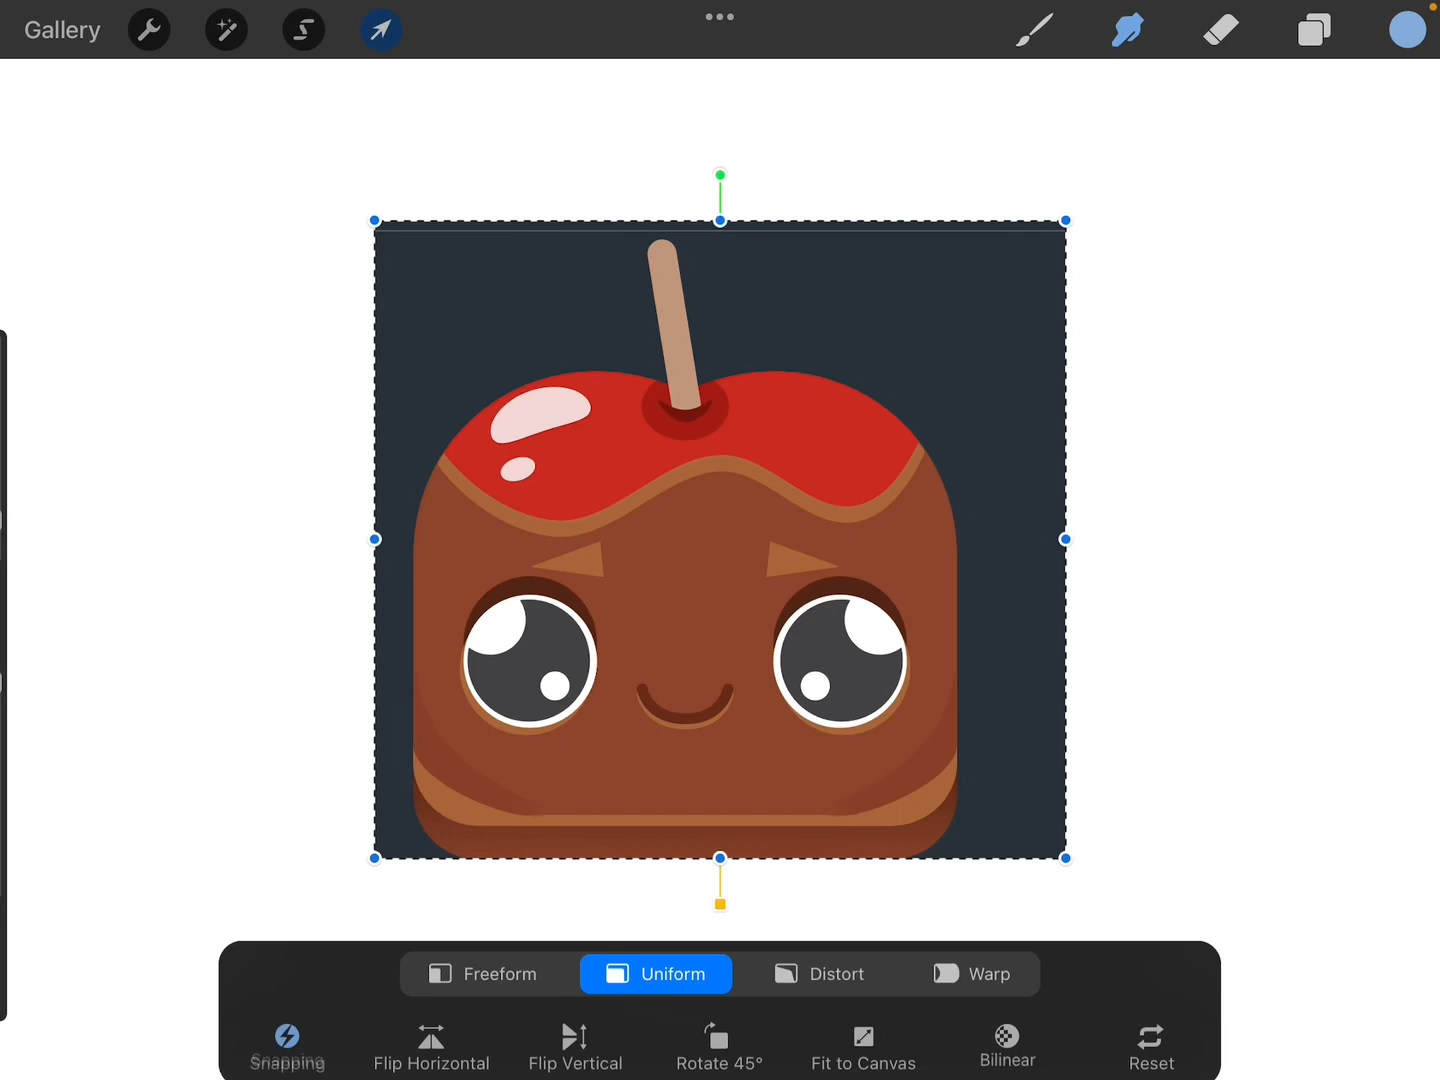 Gallery
Freeform Uniform Distort Warp
Snapping Flip Horizontal Flip Vertical Rotate 45° Fit to Canvas Bilinear Reset